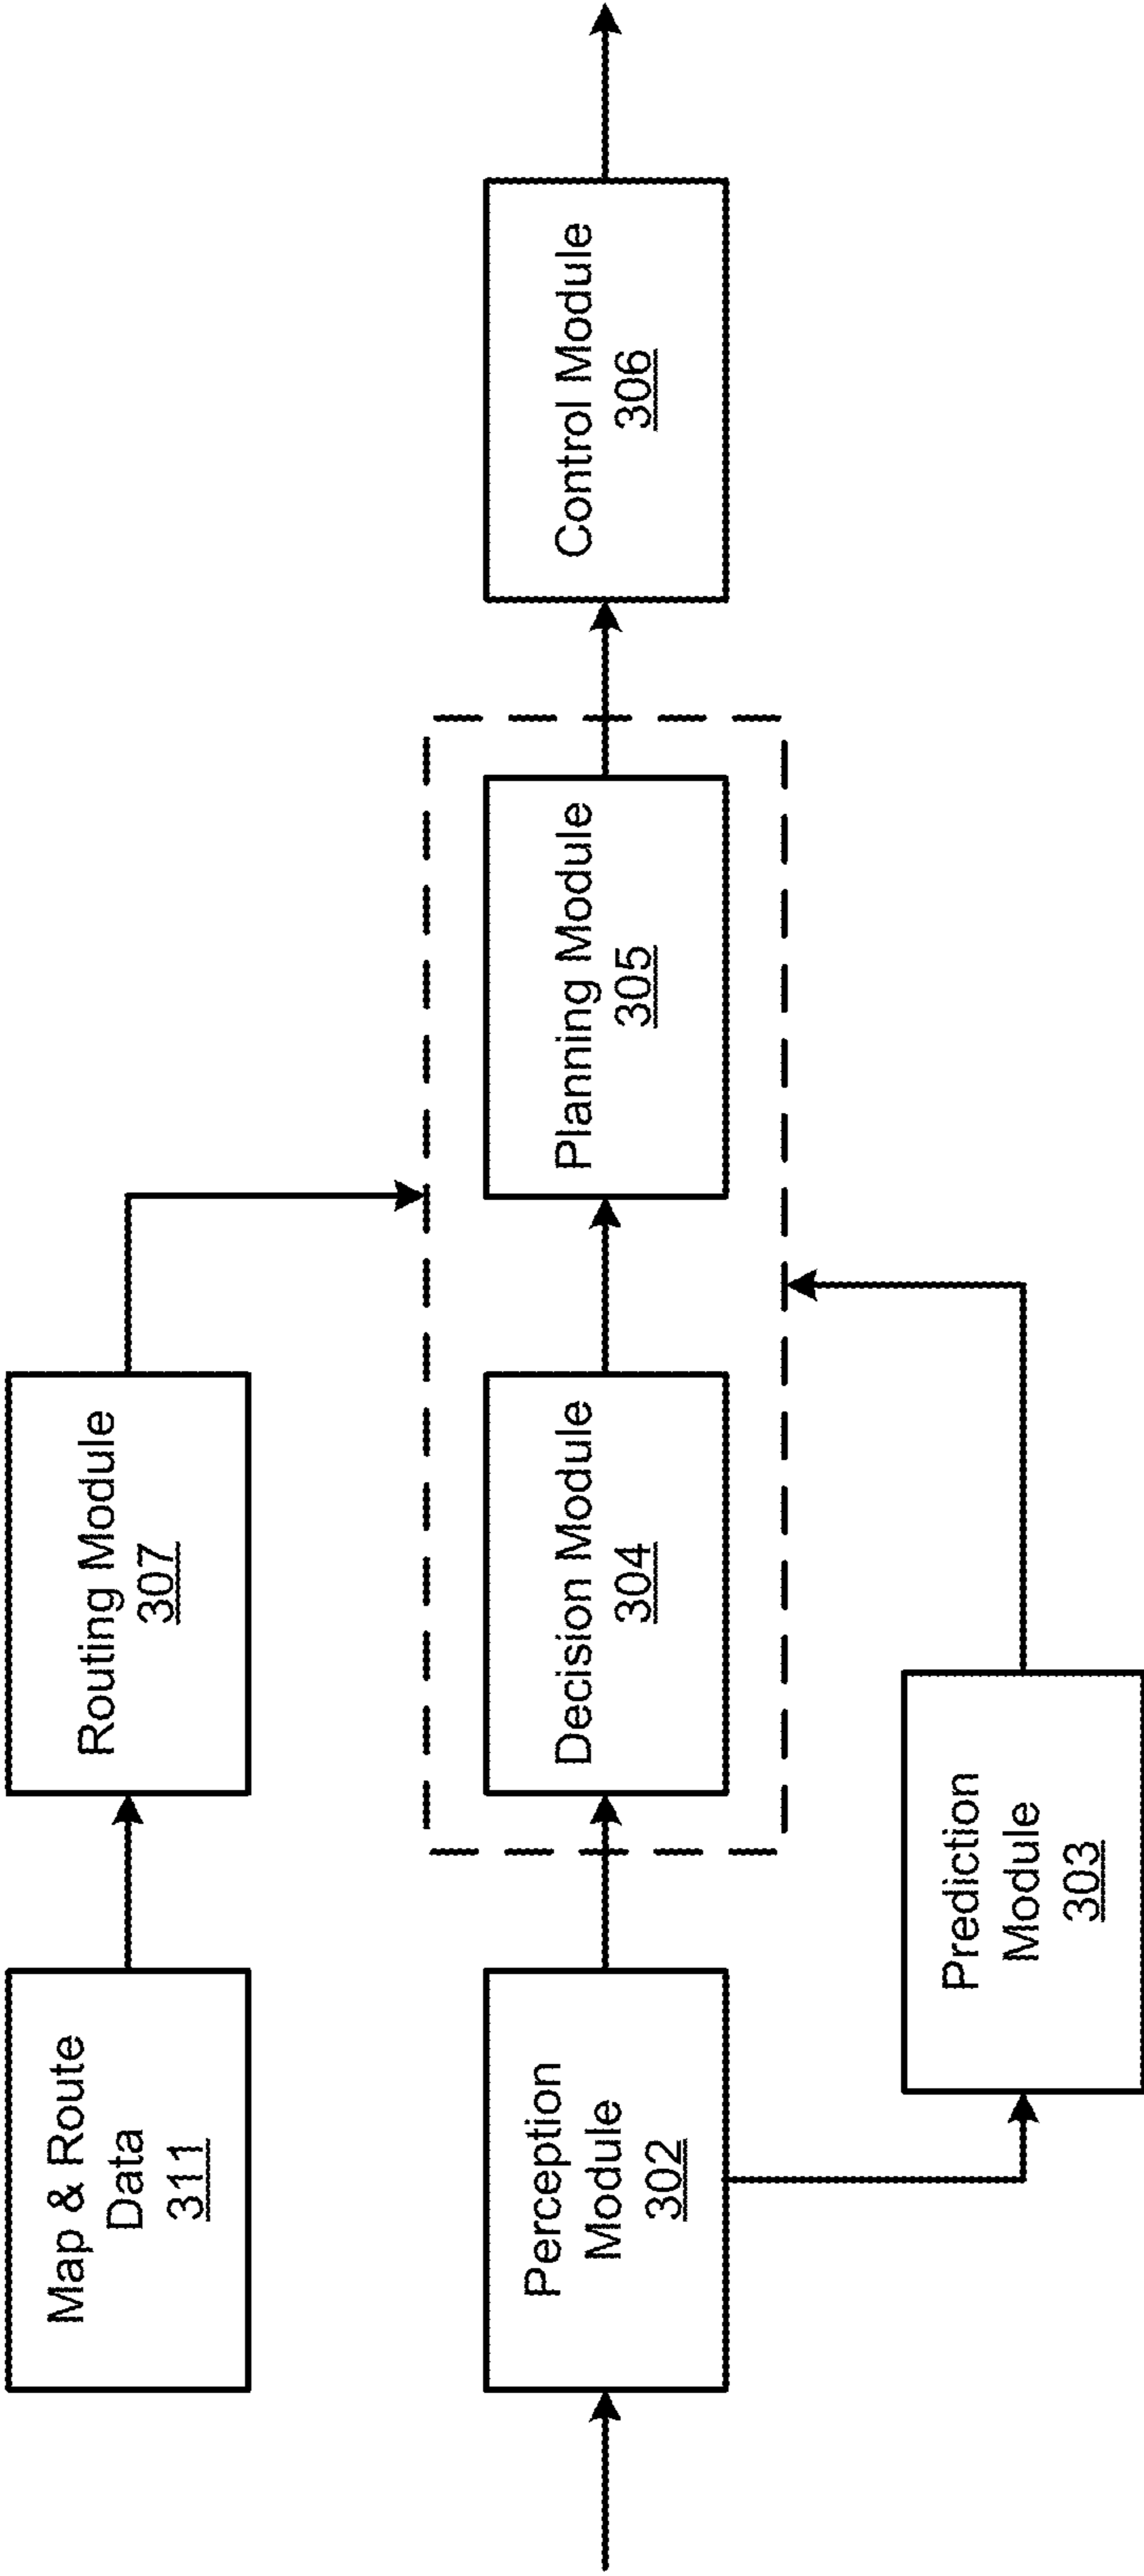 Map & Route
Data
311
Routing Module
307
Perception
Module
302
Decision Module
304
Planning Module
305
Control Module
306
Prediction
Module
303